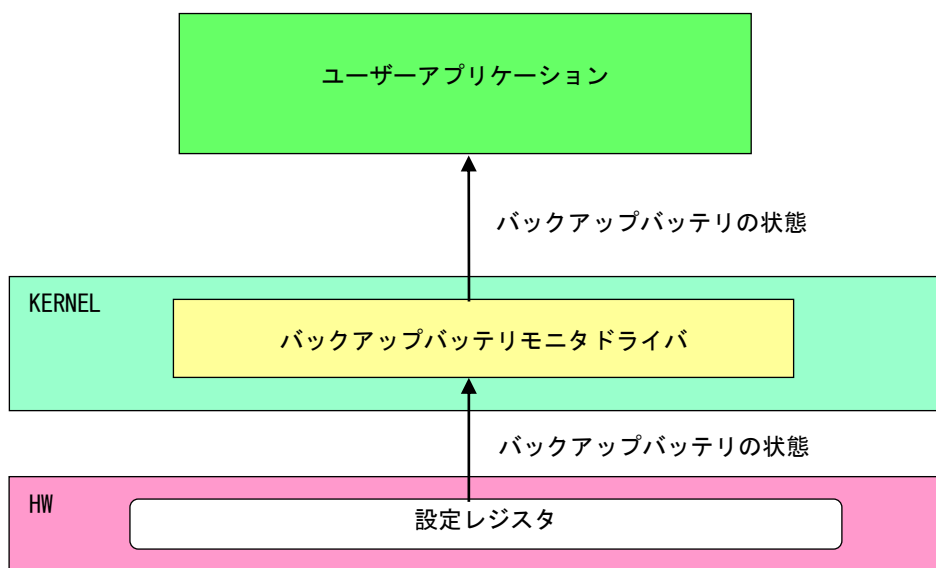 ユーザーアプリケーション
バックアップバッテリの状態
KERNEL
バックアップバッテリモニタドライバ
バックアップバッテリの状態
HW
設定レジスタ